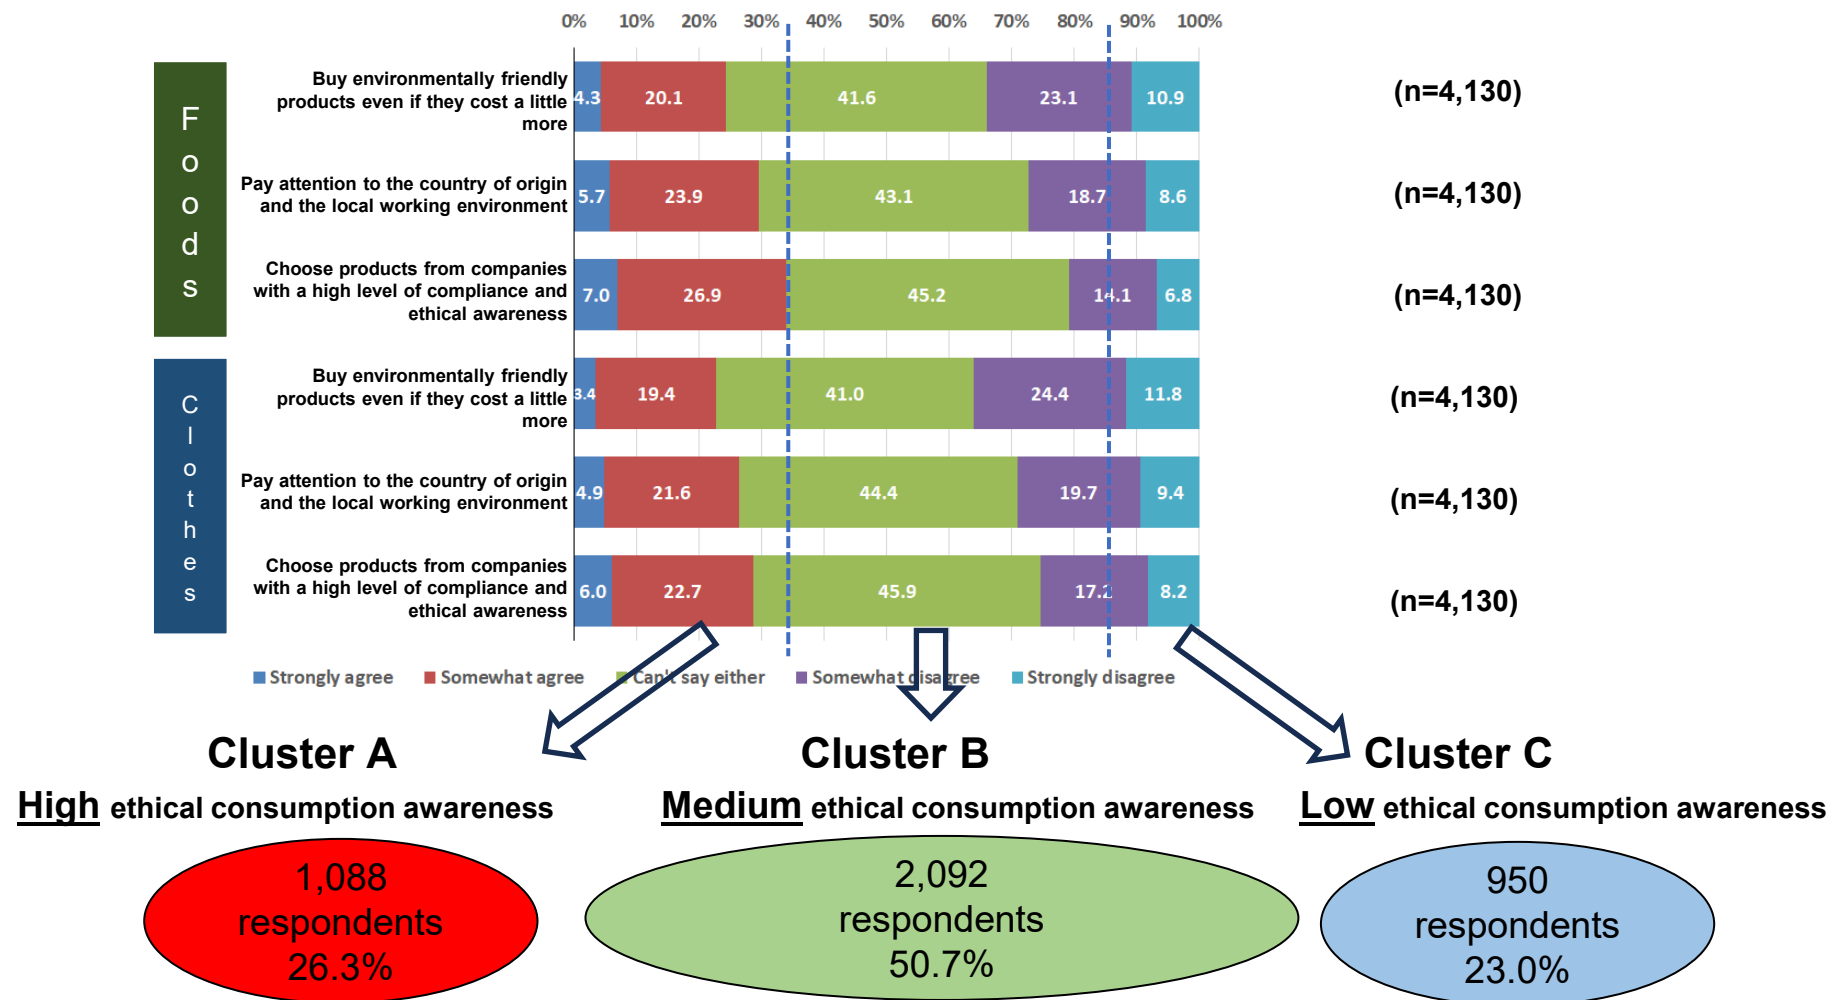 0% 10% 20% 30% 40% 50% 60% 70% 80% 90% 100%
Foods
Buy environmentally friendly
products even if they cost a little
more
4.3 20.1 41.6 23.1 10.9
(n=4,130)
Pay attention to the country of origin
and the local working environment
5.7 23.9 43.1 18.7 8.6
(n=4,130)
Choose products from companies
with a high level of compliance and
ethical awareness
7.0 26.9 45.2 14.1 6.8
(n=4,130)
Clothes
Buy environmentally friendly
products even if they cost a little
more
3.4 19.4 41.0 24.4 11.8
(n=4,130)
Pay attention to the country of origin
and the local working environment
4.9 21.6 44.4 19.7 9.4
(n=4,130)
Choose products from companies
with a high level of compliance and
ethical awareness
6.0 22.7 45.9 17.2 8.2
(n=4,130)
Strongly agree Somewhat agree Can't say either Somewhat disagree Strongly disagree
Cluster A
High ethical consumption awareness
1,088
respondents
26.3%
Cluster B
Medium ethical consumption awareness
2,092
respondents
50.7%
Cluster C
Low ethical consumption awareness
950
respondents
23.0%